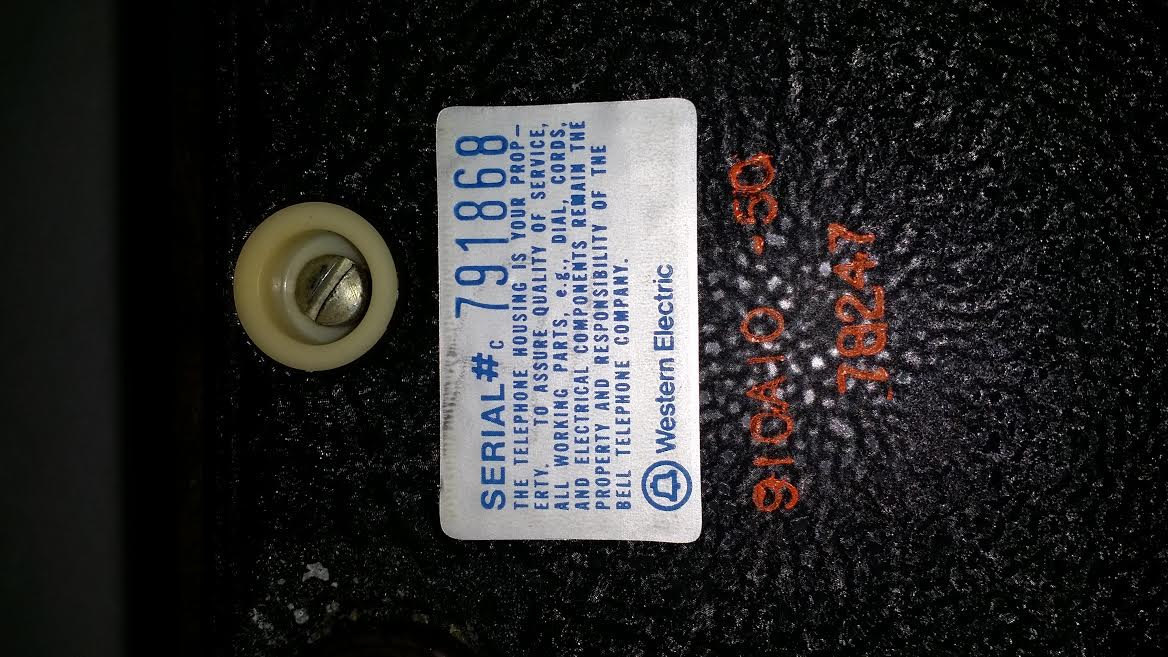 SERIAL# C 791868
THE TELEPHONE HOUSING IS YOUR PROP-
ERTY. TO ASSURE QUALITY OF SERVICE,
ALL WORKING PARTS, e.g., DIAL, CORDS,
AND ELECTRICAL COMPONENTS REMAIN THE
PROPERTY AND RESPONSIBILITY OF THE
BELL TELEPHONE COMPANY.
Western Electric
910A10 -50
78247